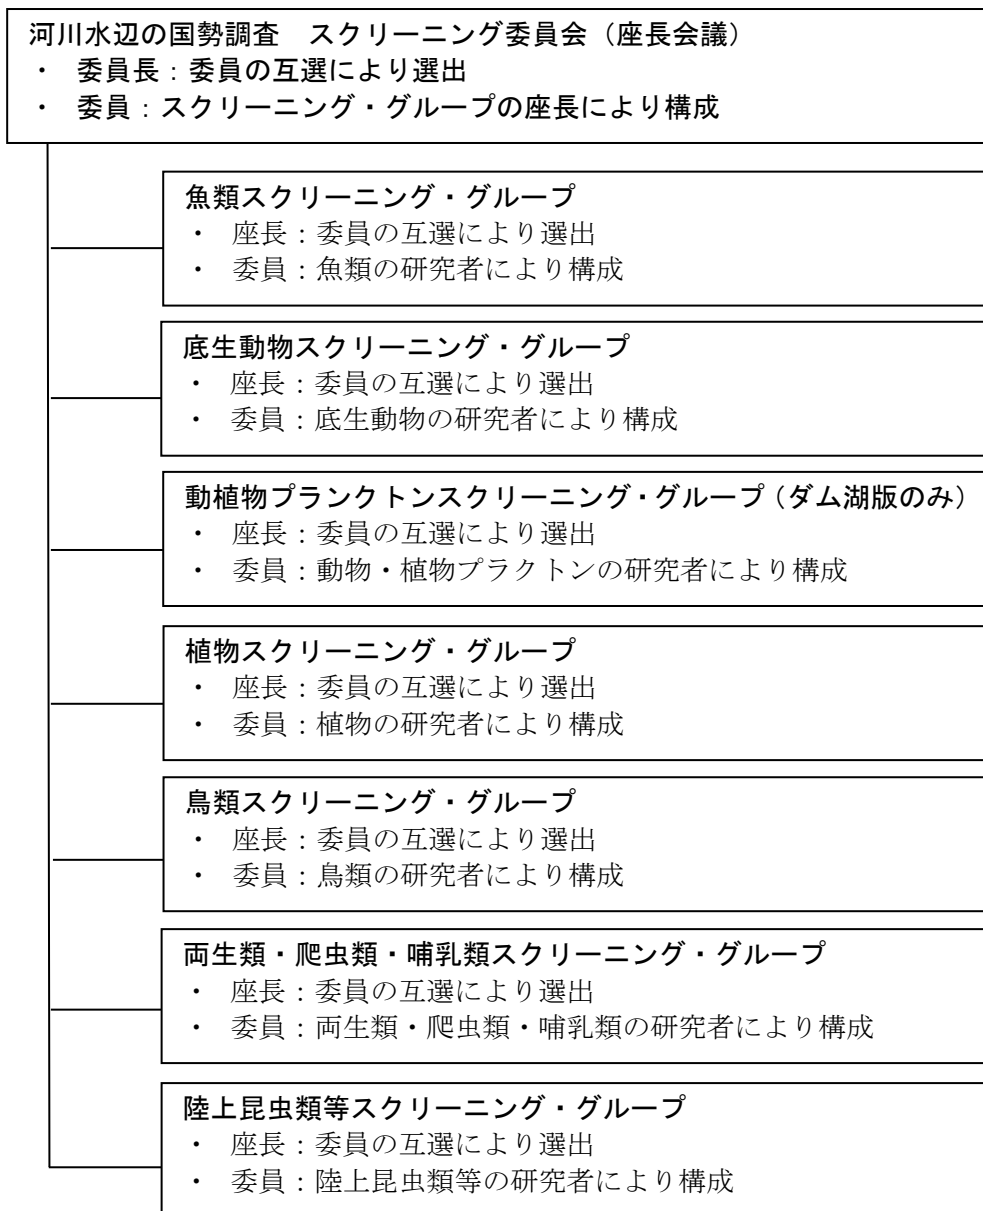 河川水辺の国勢調査　スクリーニング委員会（座長会議）
・ 委員長：委員の互選により選出
・ 委員：スクリーニング・グループの座長により構成
魚類スクリーニング・グループ
・ 座長：委員の互選により選出
・ 委員：魚類の研究者により構成
底生動物スクリーニング・グループ
・ 座長：委員の互選により選出
・ 委員：底生動物の研究者により構成
動植物プランクトンスクリーニング・グループ（ダム湖版のみ）
・ 座長：委員の互選により選出
・ 委員：動物・植物プラクトンの研究者により構成
植物スクリーニング・グループ
・ 座長：委員の互選により選出
・ 委員：植物の研究者により構成
鳥類スクリーニング・グループ
・ 座長：委員の互選により選出
・ 委員：鳥類の研究者により構成
両生類・爬虫類・哺乳類スクリーニング・グループ
・ 座長：委員の互選により選出
・ 委員：両生類・爬虫類・哺乳類の研究者により構成
陸上昆虫類等スクリーニング・グループ
・ 座長：委員の互選により選出
・ 委員：陸上昆虫類等の研究者により構成